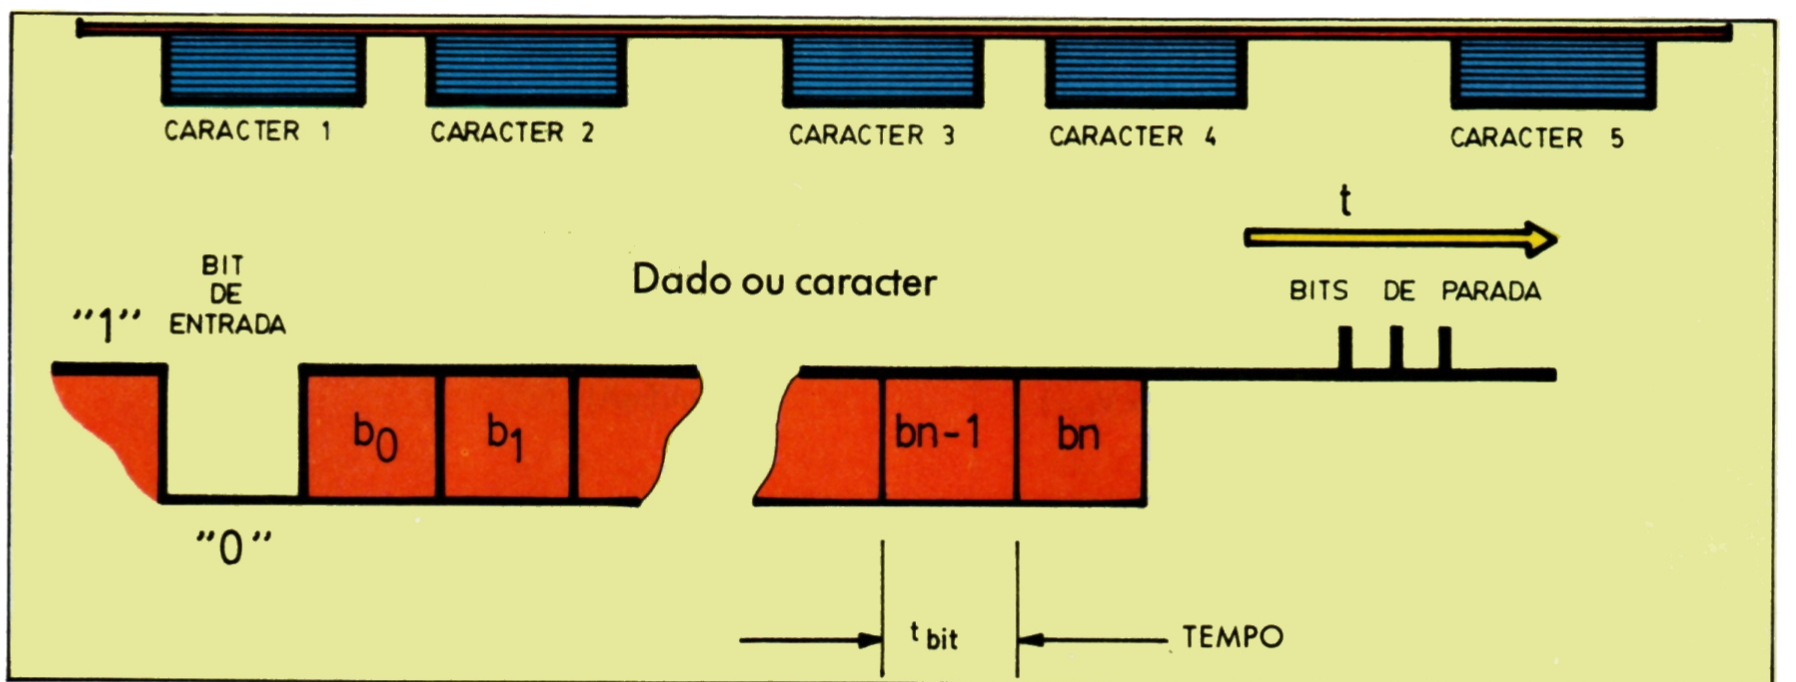 CARACTER 1 CARACTER 2 CARACTER 3 CARACTER 4 CARACTER 5
t
BIT
DE
ENTRADA
Dado ou caracter
BITS DE PARADA
"1"
b0 b1 bn-1 bn
"0"
t bit TEMPO